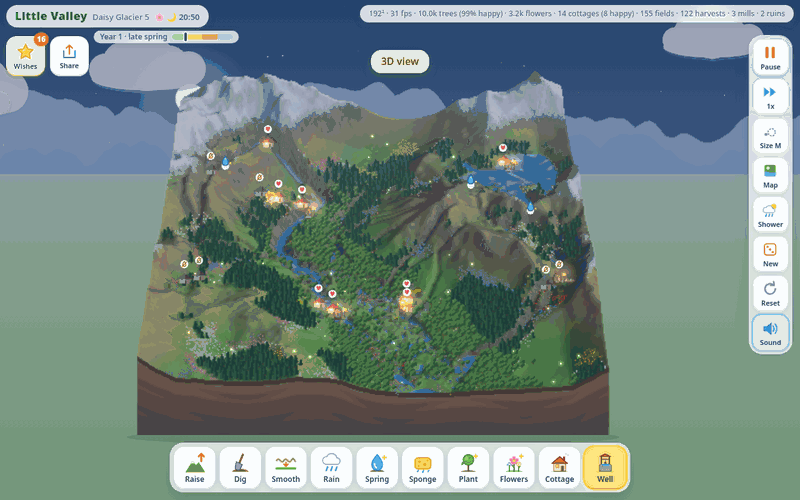 Little Valley Daisy Glacier 5 20:50
192² · 31 fps · 10.0k trees (99% happy) · 3.2k flowers · 14 cottages (8 happy) · 155 fields · 122 harvests · 3 mills · 2 ruins
Year 1 · late spring
16
Wishes
Share
3D view
Pause
1x
Size M
Map
Shower
New
Reset
Sound
Raise
Dig
Smooth
Rain
Spring
Sponge
Plant
Flowers
Cottage
Well